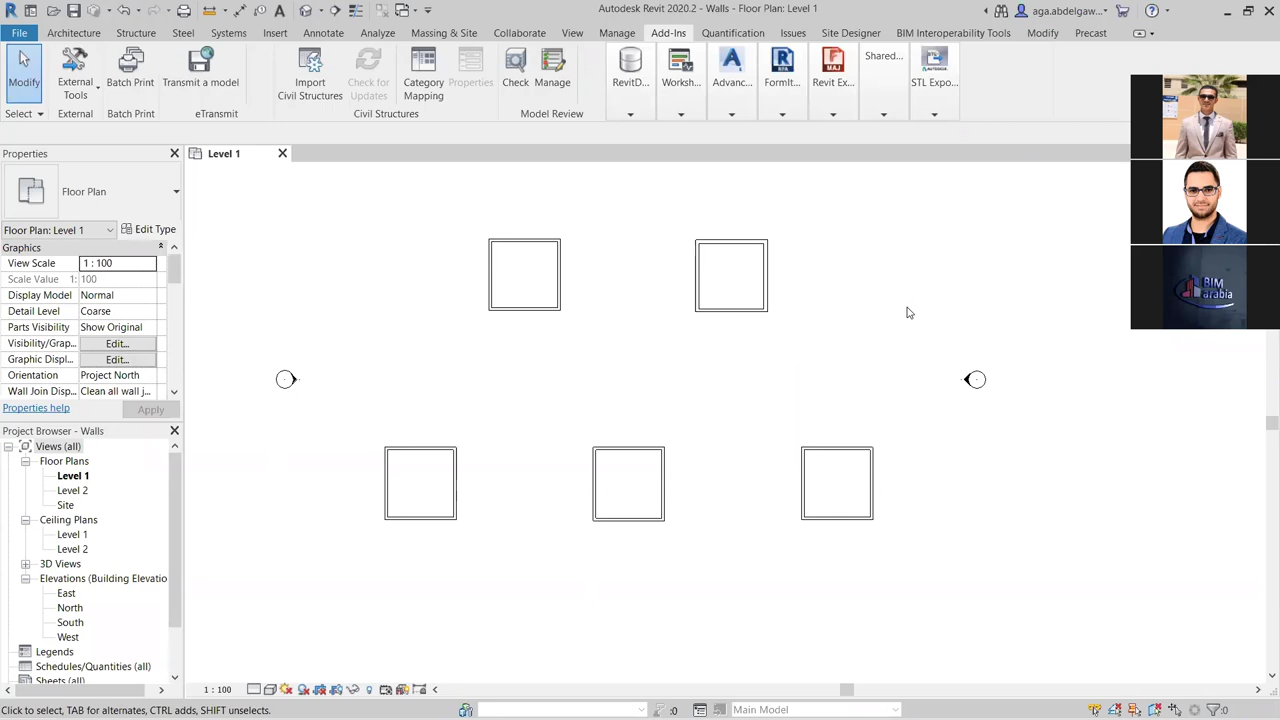 Autodesk Revit 2020.2 - Walls - Floor Plan: Level 1
aga.abdelgaw...
File Architecture Structure Steel Systems Insert Annotate Analyze Massing & Site Collaborate View Manage Add-Ins Quantification Issues Site Designer BIM Interoperability Tools Modify Precast
Modify
External
Tools
Batch Print
Transmit a model
Import
Civil Structures
Check for
Updates
Category
Mapping
Properties
Check
Manage
RevitD...
Worksh...
Advanc...
FormIt...
Revit Ex...
Shared...
STL Expo...
Select
External
Batch Print
eTransmit
Civil Structures
Model Review
Properties
Level 1
Floor Plan
Floor Plan: Level 1
Edit Type
Graphics
View Scale 1 : 100
Scale Value 1: 100
Display Model Normal
Detail Level Coarse
Parts Visibility Show Original
Visibility/Grap... Edit...
Graphic Displ... Edit...
Orientation Project North
Wall Join Disp... Clean all wall j...
Properties help
Apply
Project Browser - Walls
Views (all)
Floor Plans
Level 1
Level 2
Site
Ceiling Plans
Level 1
Level 2
3D Views
Elevations (Building Elevatio
East
North
South
West
Legends
Schedules/Quantities (all)
Sheets (all)
BIM
arabia
1 : 100
Click to select, TAB for alternates, CTRL adds, SHIFT unselects.
:0
Main Model
:0